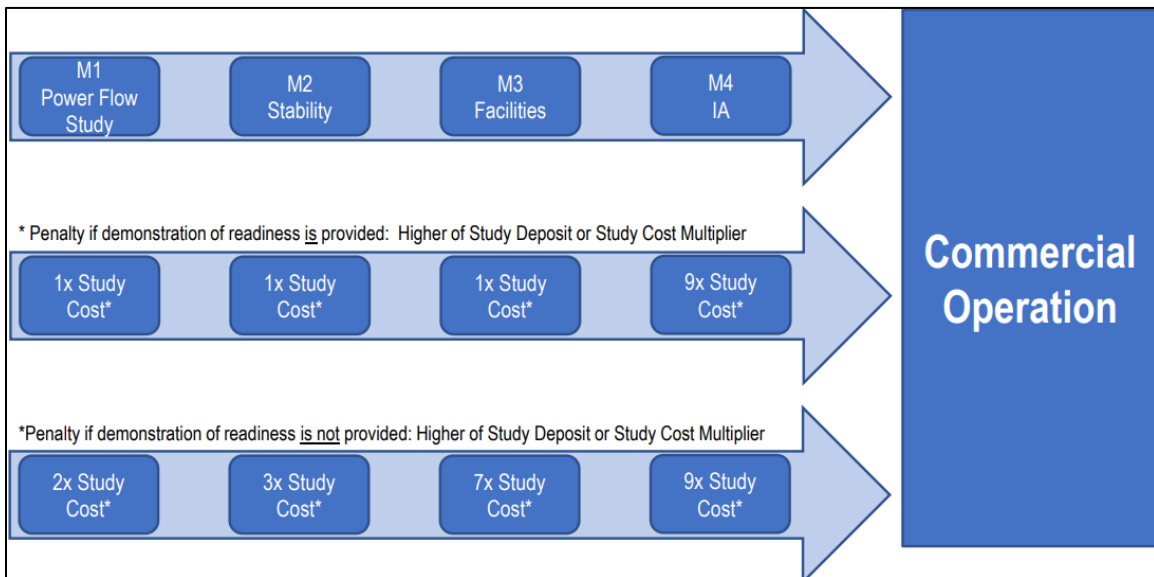 M1
Power Flow
Study
M2
Stability
M3
Facilities
M4
IA
* Penalty if demonstration of readiness is provided: Higher of Study Deposit or Study Cost Multiplier
1x Study
Cost*
1x Study
Cost*
1x Study
Cost*
9x Study
Cost*
*Penalty if demonstration of readiness is not provided: Higher of Study Deposit or Study Cost Multiplier
2x Study
Cost*
3x Study
Cost*
7x Study
Cost*
9x Study
Cost*
Commercial
Operation